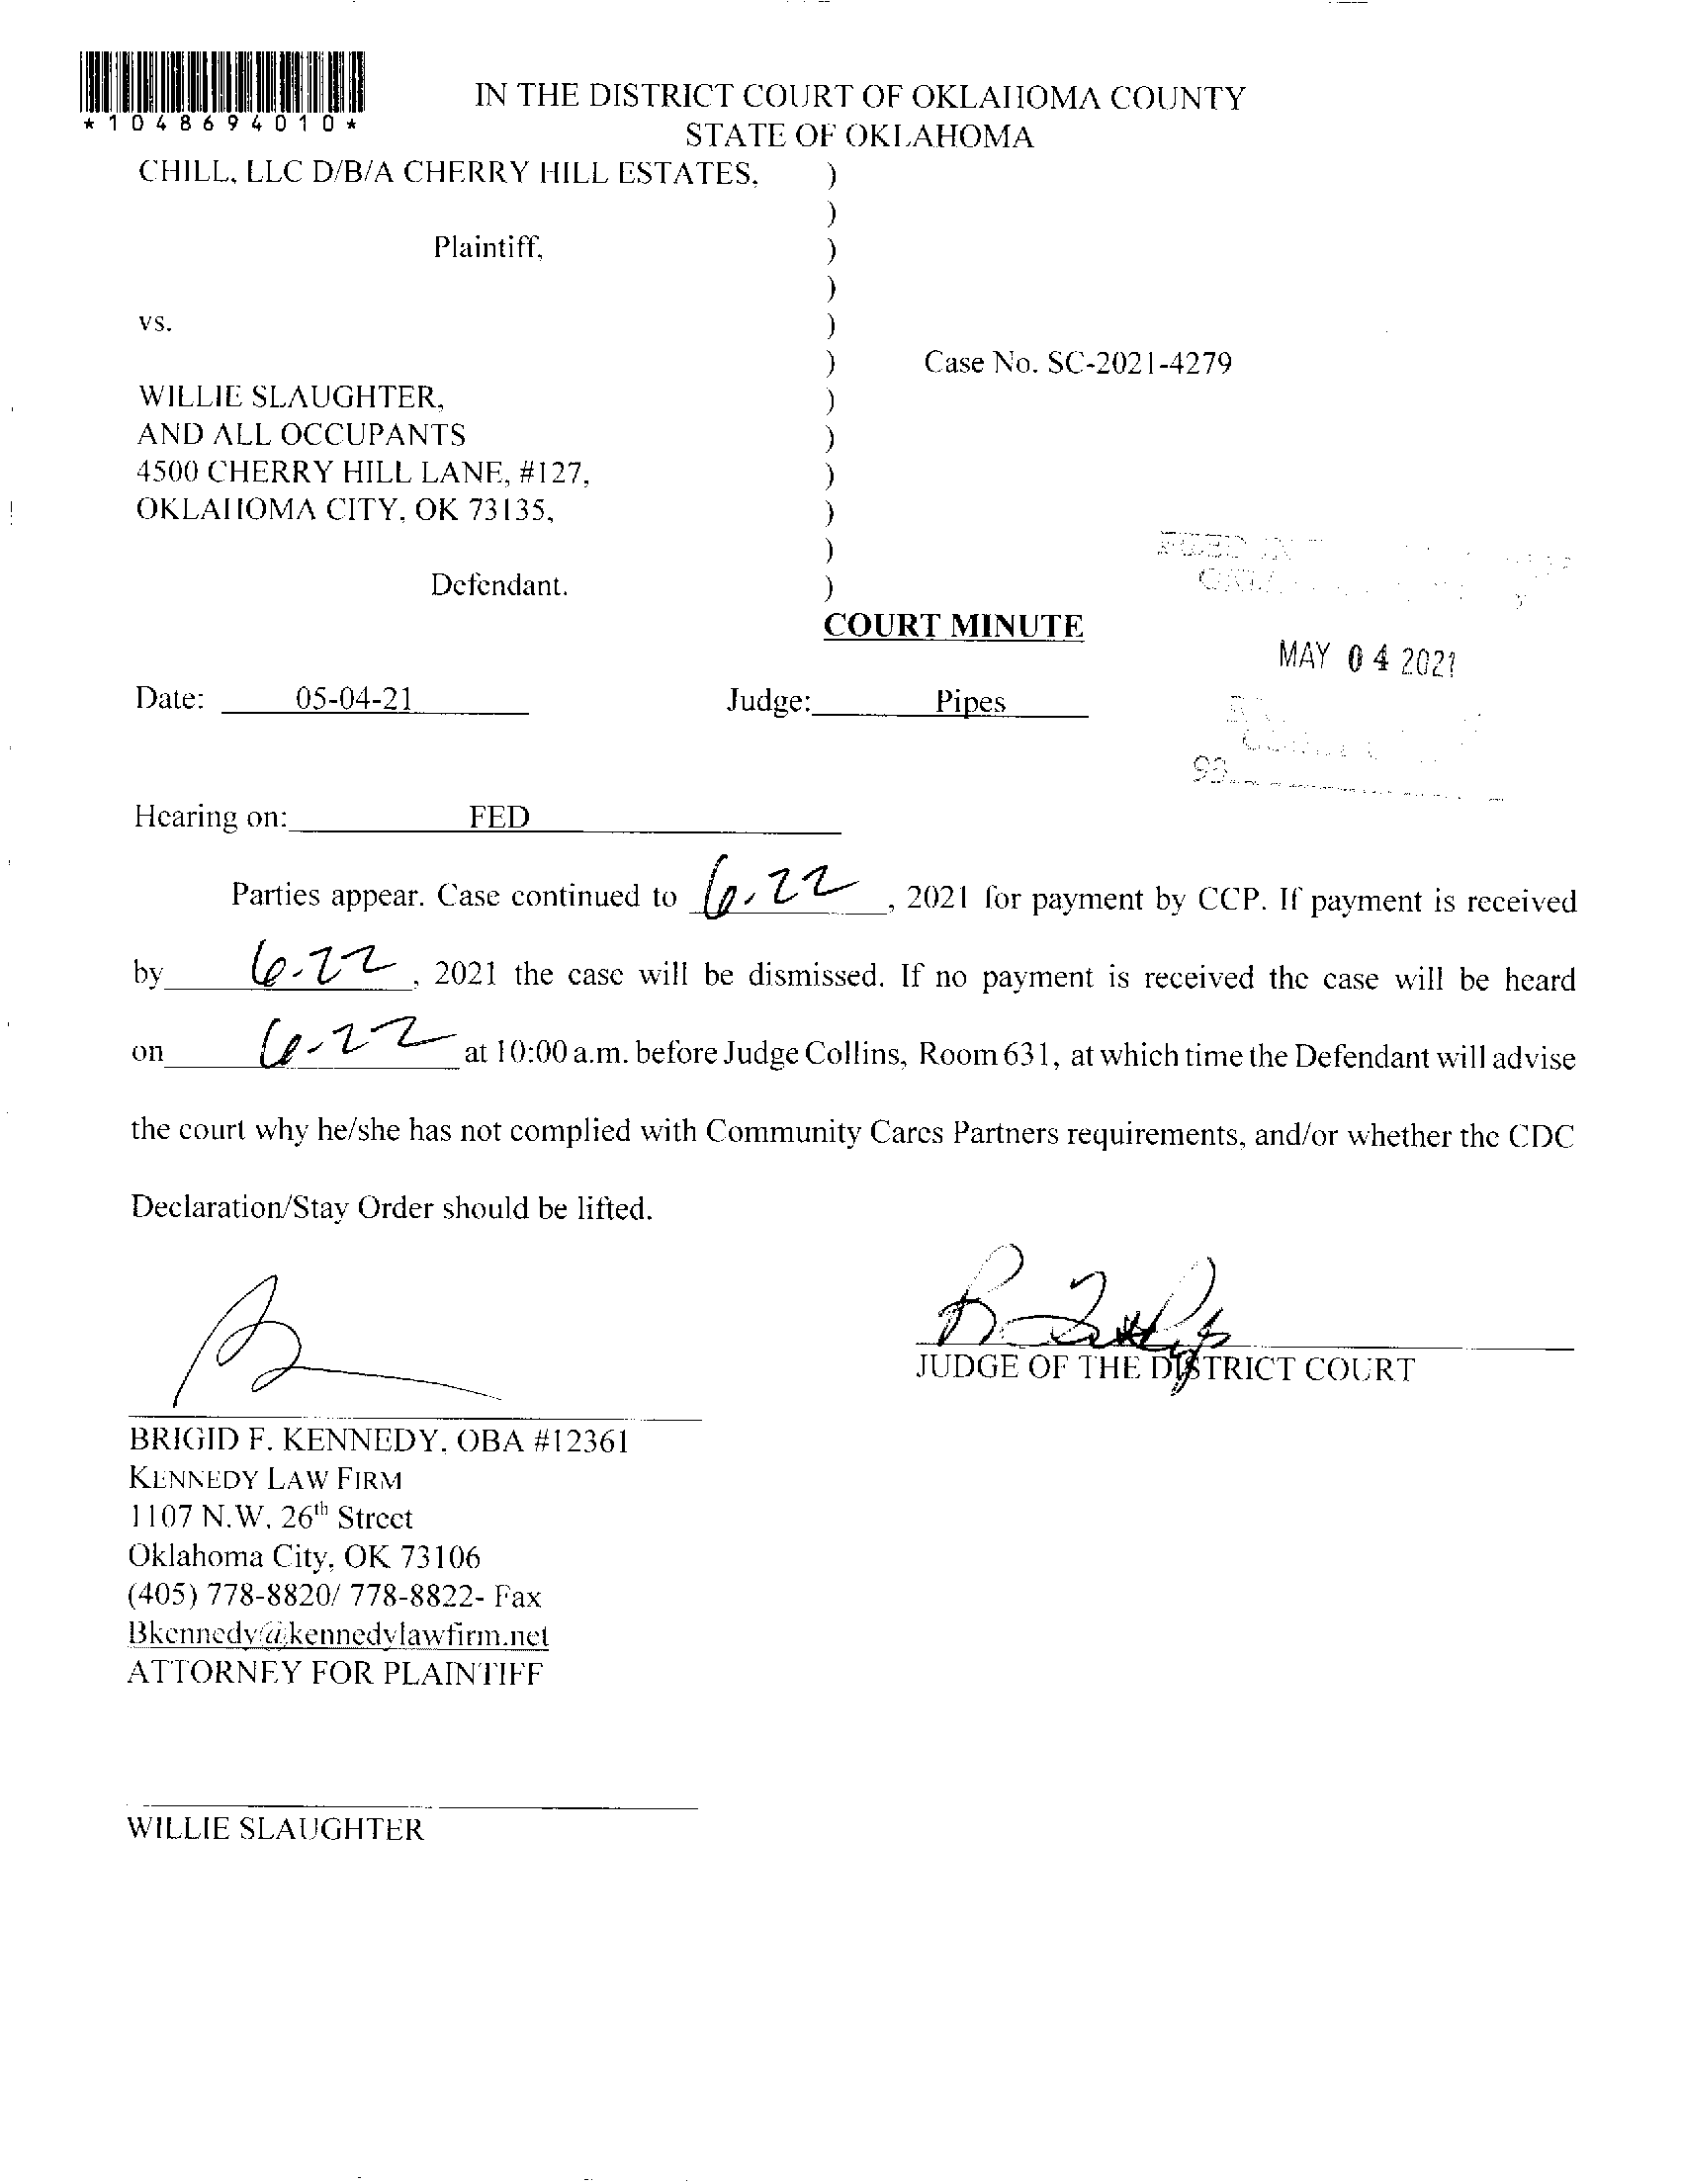 *1048694010*
IN THE DISTRICT COURT OF OKLAHOMA COUNTY
STATE OF OKLAHOMA
CHILL, LLC D/B/A CHERRY HILL ESTATES, )
)
Plaintiff, )
)
vs. )
) Case No. SC-2021-4279
WILLIE SLAUGHTER, )
AND ALL OCCUPANTS )
4500 CHERRY HILL LANE, #127, )
OKLAHOMA CITY, OK 73135, )
)
FILED IN
Defendant. )
COURT MINUTE
MAY 04 2021
Date: 05-04-21 Judge: Pipes
Hearing on: FED
Parties appear. Case continued to 6-22, 2021 for payment by CCP. If payment is received
by 6-22, 2021 the case will be dismissed. If no payment is received the case will be heard
on 6-22 at 10:00 a.m. before Judge Collins, Room 631, at which time the Defendant will advise
the court why he/she has not complied with Community Cares Partners requirements, and/or whether the CDC
Declaration/Stay Order should be lifted.
JUDGE OF THE DISTRICT COURT
BRIGID F. KENNEDY, OBA #12361
KENNEDY LAW FIRM
1107 N.W. 26th Street
Oklahoma City, OK 73106
(405) 778-8820/ 778-8822- Fax
Bkennedy@kennedylawfirm.net
ATTORNEY FOR PLAINTIFF
WILLIE SLAUGHTER